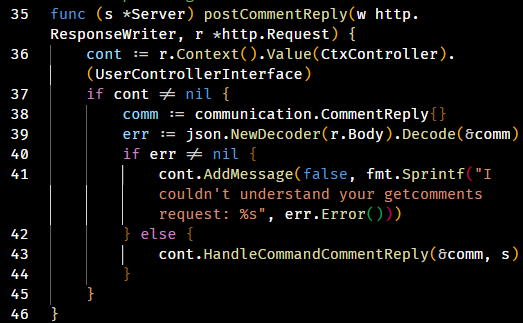 35 func (s *Server) postCommentReply(w http.
ResponseWriter, r *http.Request) {
36 cont := r.Context().Value(CtxController).
(UserControllerInterface)
37 if cont ≠ nil {
38 comm := communication.CommentReply{}
39 err := json.NewDecoder(r.Body).Decode(&comm)
40 if err ≠ nil {
41 cont.AddMessage(false, fmt.Sprintf("I
couldn't understand your getcomments
request: %s", err.Error()))
42 } else {
43 cont.HandleCommandCommentReply(&comm, s)
44 }
45 }
46 }